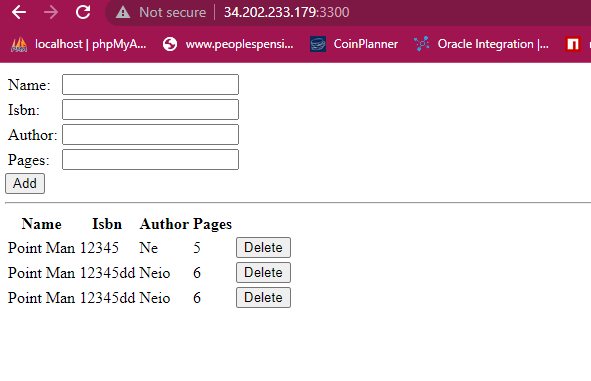 Not secure 34.202.233.179:3300
localhost | phpMyA... www.peoplespensi... CoinPlanner Oracle Integration |...
Name:
Isbn:
Author:
Pages:
Add
Name Isbn Author Pages
Point Man 12345 Ne 5 Delete
Point Man 12345dd Neio 6 Delete
Point Man 12345dd Neio 6 Delete